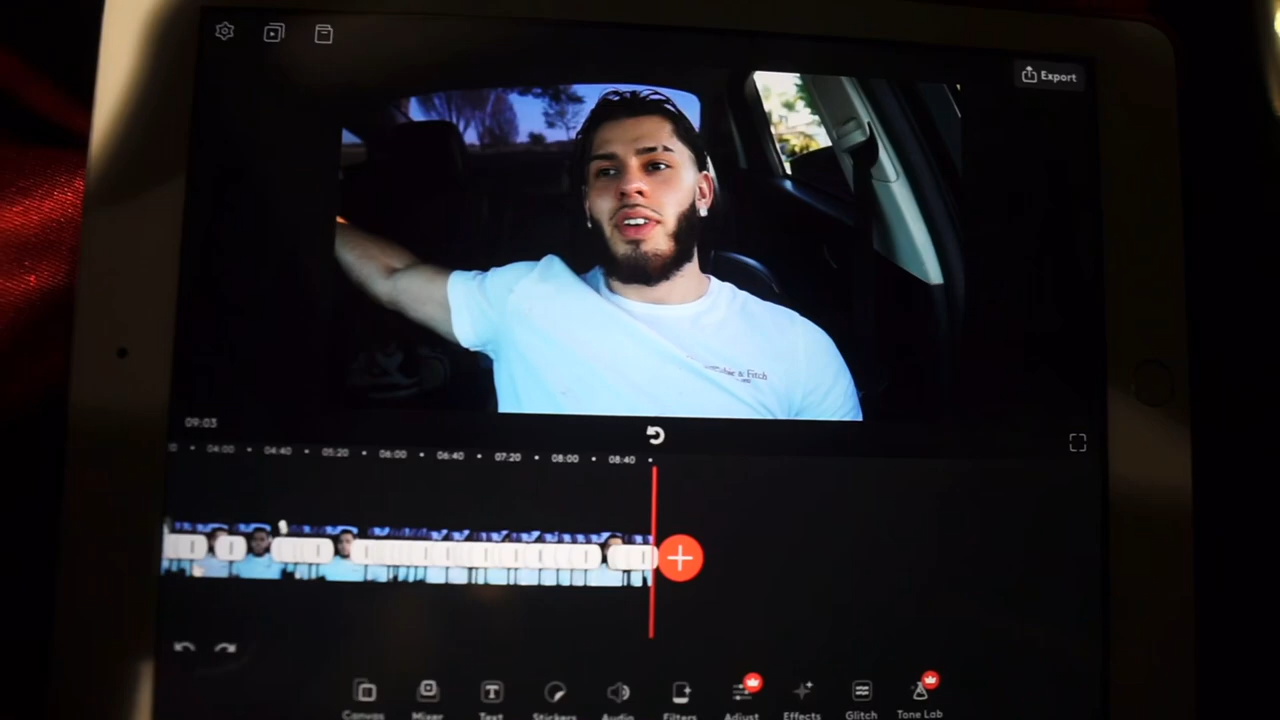 Export
& Fitch
09:03
04:00 04:40 05:20 06:00 06:40 07:20 08:00 08:40
Canvas Mixer Text Stickers Audio Filters Adjust Effects Glitch Tone Lab